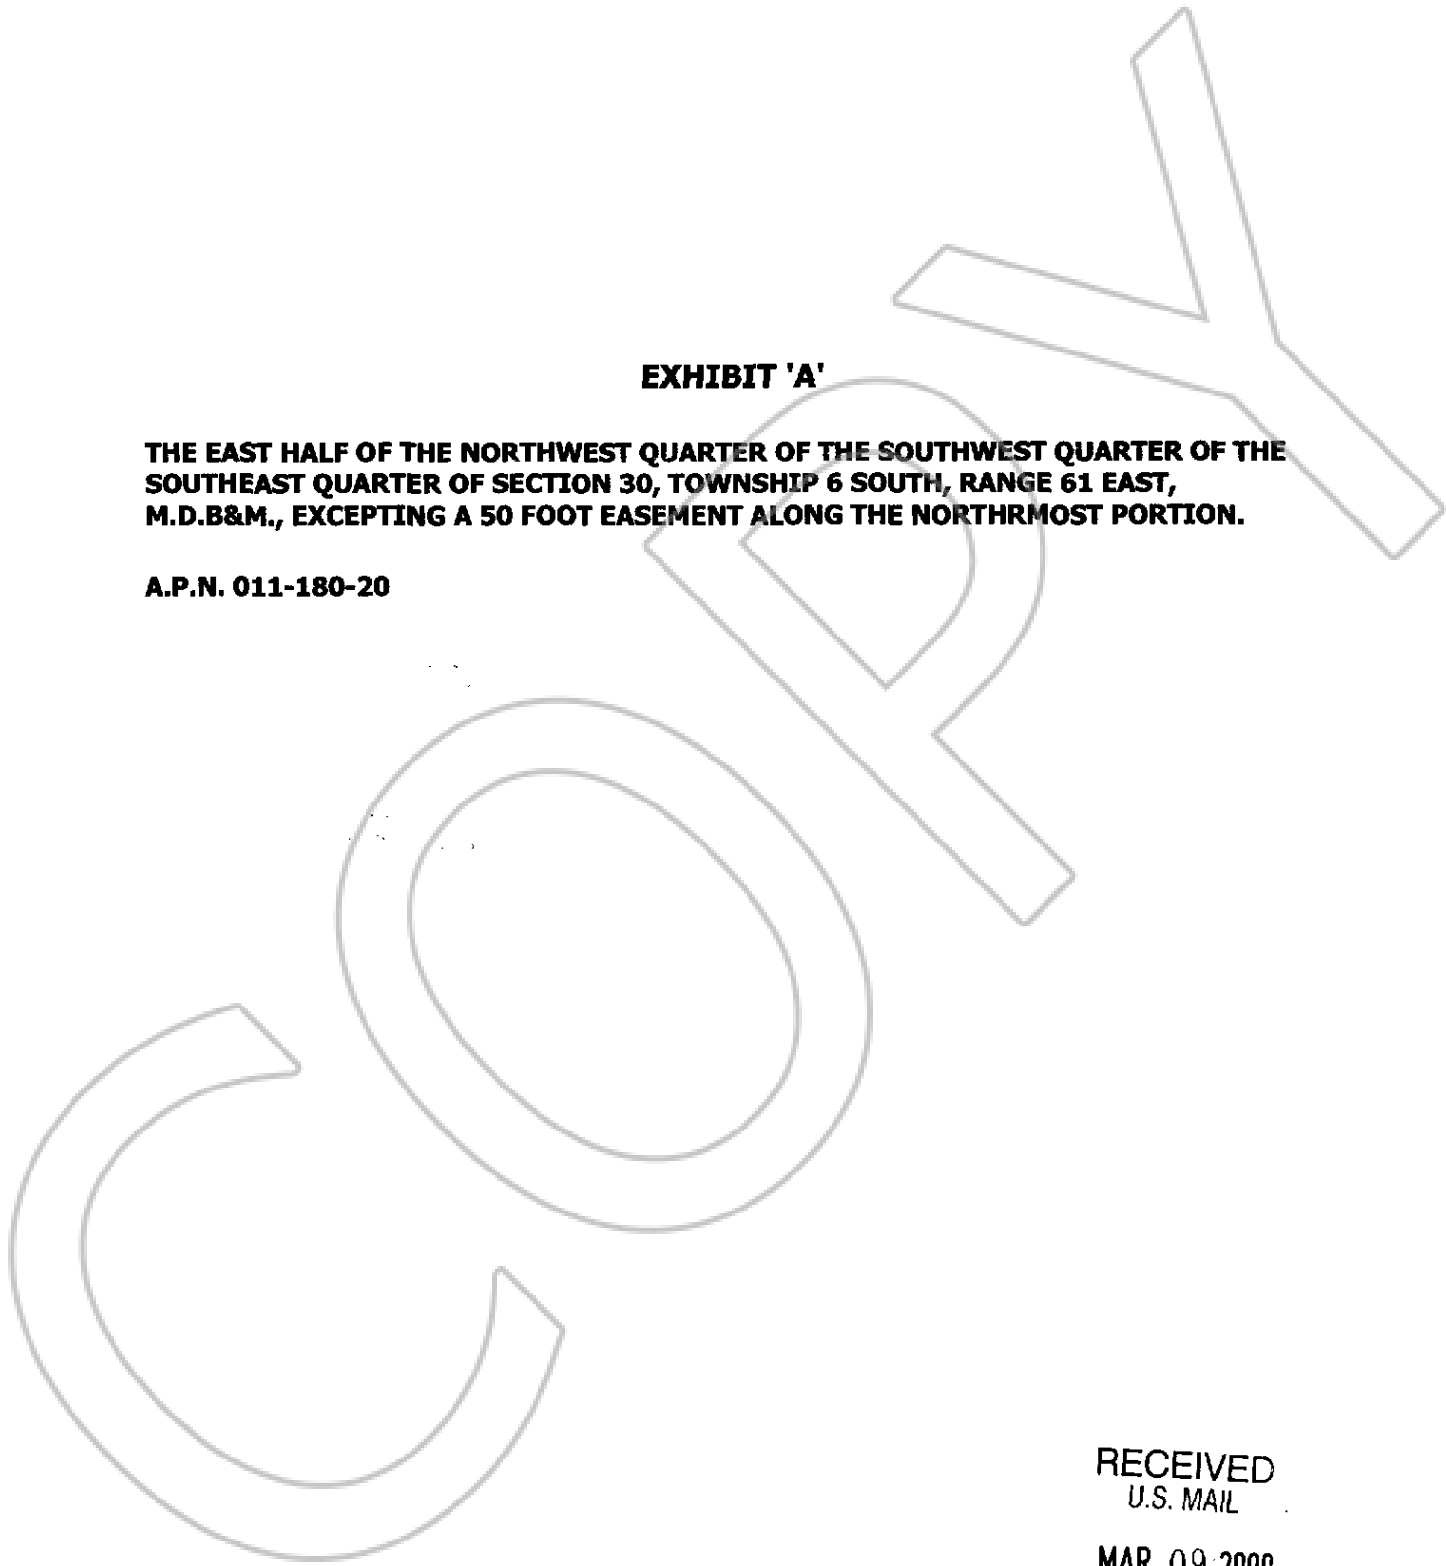 EXHIBIT 'A'
THE EAST HALF OF THE NORTHWEST QUARTER OF THE SOUTHWEST QUARTER OF THE
SOUTHEAST QUARTER OF SECTION 30, TOWNSHIP 6 SOUTH, RANGE 61 EAST,
M.D.B&M., EXCEPTING A 50 FOOT EASEMENT ALONG THE NORTHRMOST PORTION.
A.P.N. 011-180-20
COPY
RECEIVED
U.S. MAIL
MAR 09